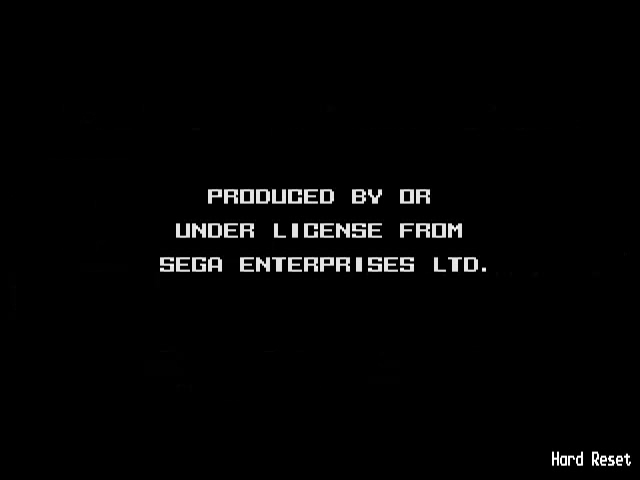 PRODUCED BY OR
UNDER LICENSE FROM
SEGA ENTERPRISES LTD.
Hard Reset